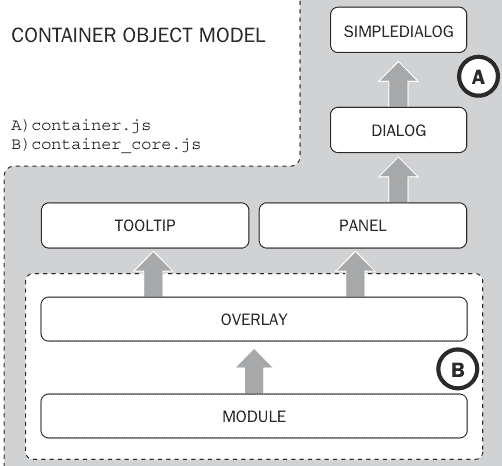 CONTAINER OBJECT MODEL
SIMPLEDIALOG
A
A)container.js
B)container_core.js
DIALOG
TOOLTIP
PANEL
OVERLAY
B
MODULE